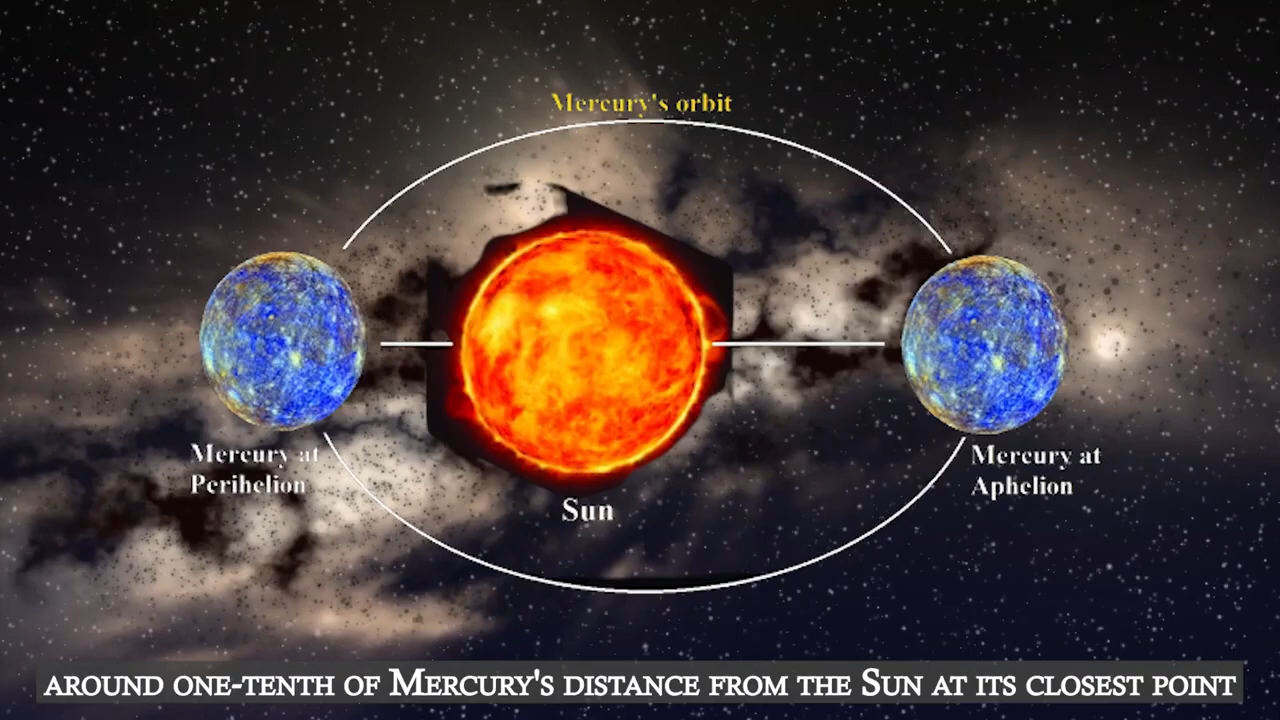 Mercury's orbit
Mercury at
Perihelion
Sun
Mercury at
Aphelion
AROUND ONE-TENTH OF MERCURY'S DISTANCE FROM THE SUN AT ITS CLOSEST POINT